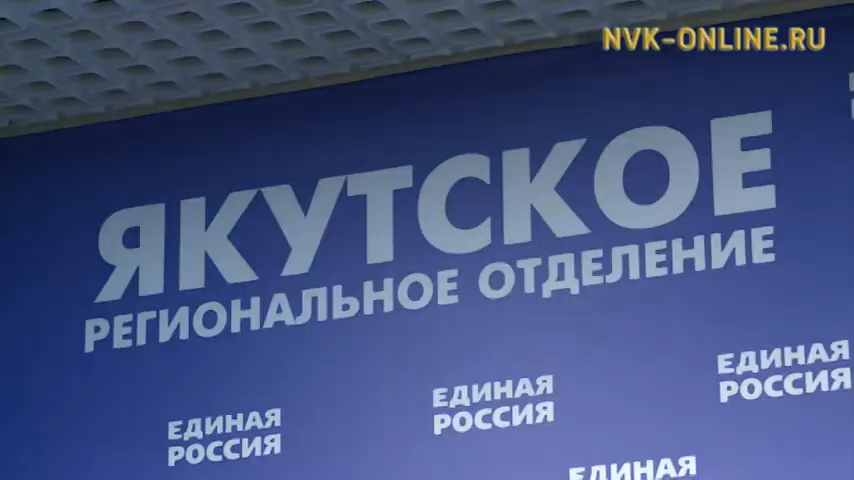 NVK-ONLINE.RU
ЯКУТСКОЕ
РЕГИОНАЛЬНОЕ ОТДЕЛЕНИЕ
ЕДИНАЯ
РОССИЯ
ЕДИНАЯ
РОССИЯ
ЕДИНАЯ
РОССИЯ
ЕДИНАЯ